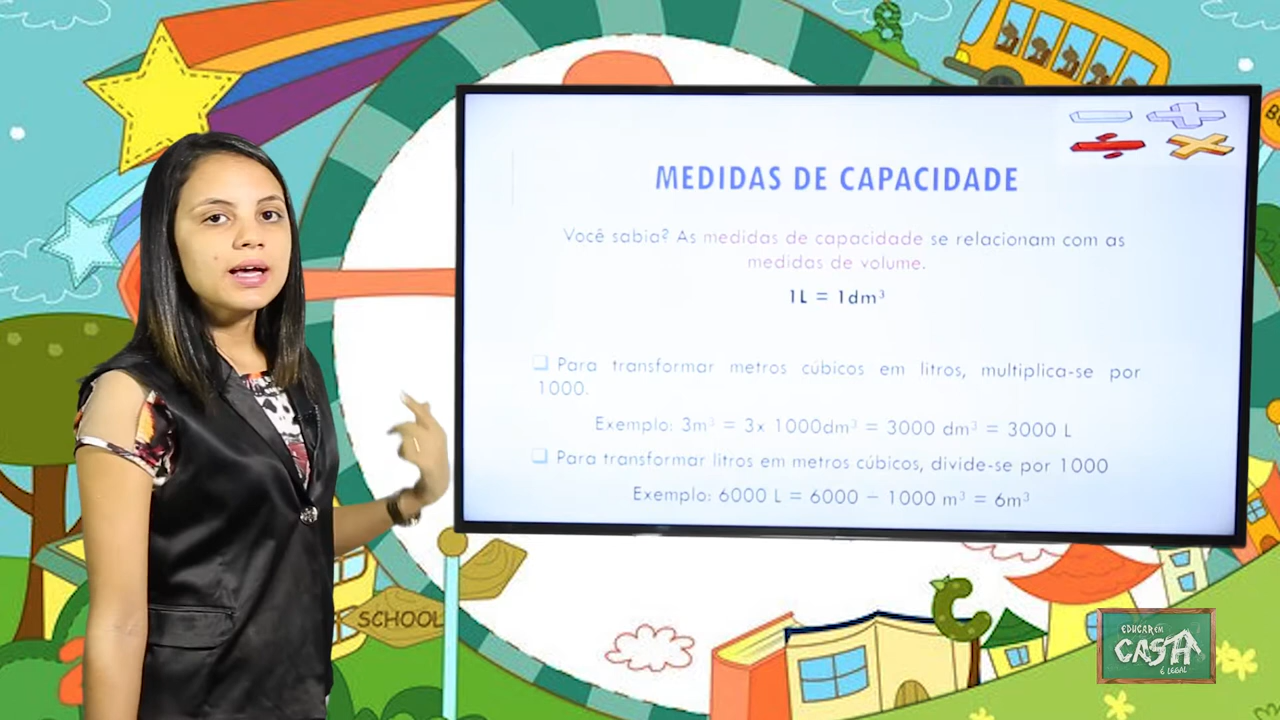 MEDIDAS DE CAPACIDADE
Você sabia? As medidas de capacidade se relacionam com as
medidas de volume.
1L = 1dm³
Para transformar metros cúbicos em litros, multiplica-se por
1000.
Exemplo: 3m³ = 3x 1000dm³ = 3000 dm³ = 3000 L
Para transformar litros em metros cúbicos, divide-se por 1000
Exemplo: 6000 L = 6000 − 1000 m³ = 6m³
SCHOOL
EDUCAR EM
CASA
É LEGAL